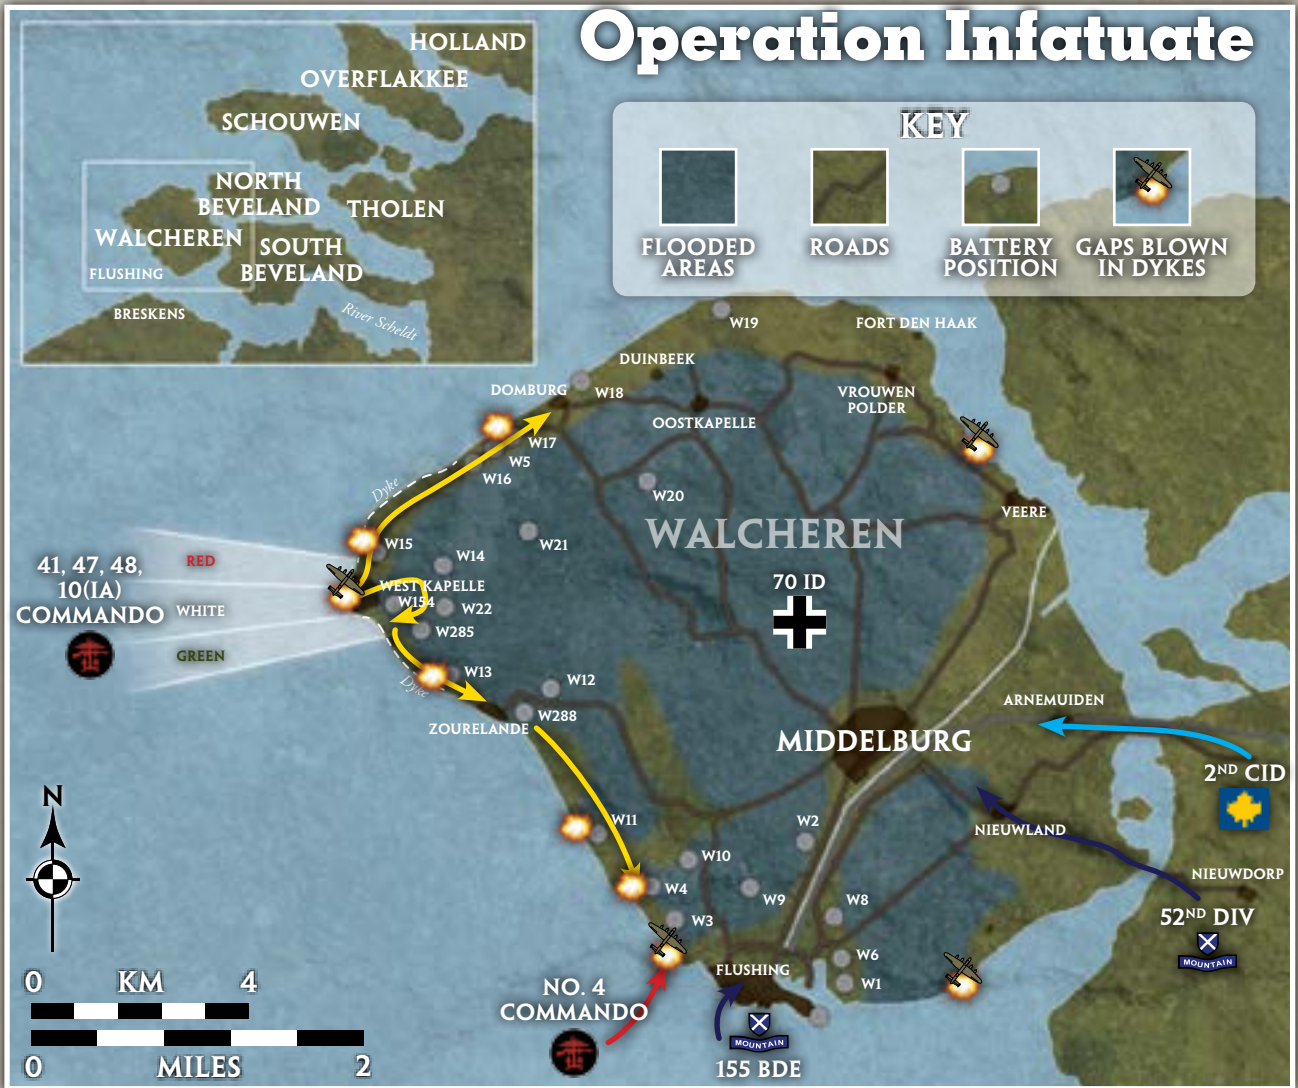 Operation Infatuate
HOLLAND
OVERFLAKKEE
SCHOUWEN
NORTH
BEVELAND
THOLEN
WALCHEREN
SOUTH
BEVELAND
FLUSHING
BRESKENS
River Scheldt
KEY
FLOODED
AREAS
ROADS
BATTERY
POSITION
GAPS BLOWN
IN DYKES
W19
FORT DEN HAAK
DUINBEEK
DOMBURG
W18
VROUWEN
POLDER
OOSTKAPELLE
W17
W5
W16
Dyke
W20
VEERE
WALCHEREN
W15
W21
W14
41, 47, 48,
10(IA)
COMMANDO
RED
WHITE
GREEN
WEST KAPELLE
W154
W22
W285
70 ID
W13
Dyke
W12
W288
ZOURELANDE
ARNEMUIDEN
MIDDELBURG
2ND CID
N
W11
W2
NIEUWLAND
W10
W4
W9
W8
NIEUWDORP
W3
52ND DIV
MOUNTAIN
W6
FLUSHING
W1
NO. 4
COMMANDO
MOUNTAIN
155 BDE
0 KM 4
0 MILES 2